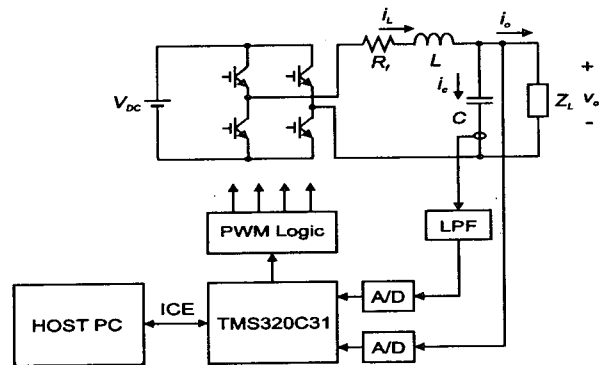 i_L
i_o
R_f
L
i_c
+
V_DC
C
Z_L
v_o
-
LPF
PWM Logic
A/D
HOST PC
ICE
TMS320C31
A/D